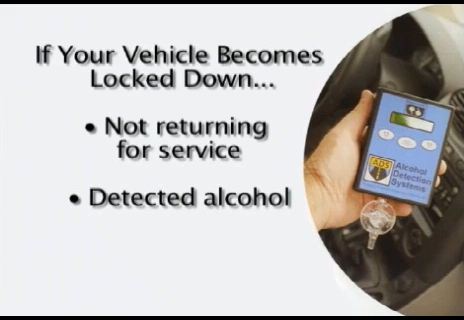 If Your Vehicle Becomes
Locked Down...
• Not returning
for service
• Detected alcohol
ADS
Alcohol
Detection
Systems